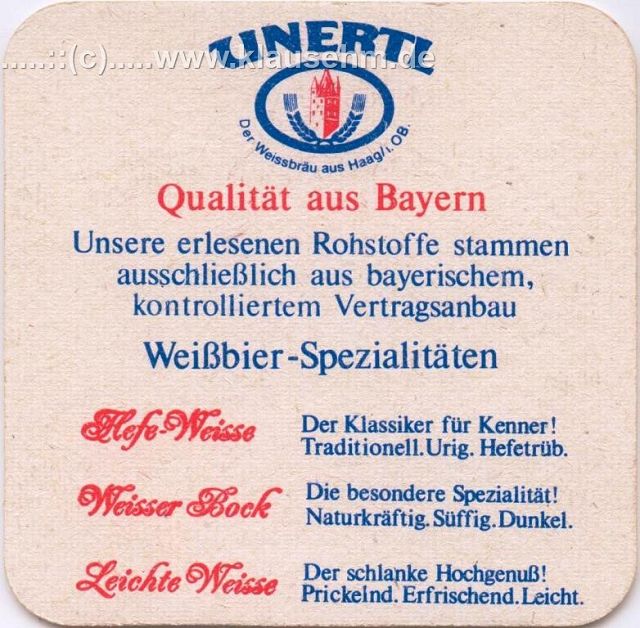 UNERTL
.....::(c).....www.klausehm.de
Der Weissbräu aus Haag/i.OB.
Qualität aus Bayern
Unsere erlesenen Rohstoffe stammen
ausschließlich aus bayerischem,
kontrolliertem Vertragsanbau
Weißbier-Spezialitäten
Hefe-Weisse
Der Klassiker für Kenner!
Traditionell. Urig. Hefetrüb.
Weisser Bock
Die besondere Spezialität!
Naturkräftig. Süffig. Dunkel.
Leichte Weisse
Der schlanke Hochgenuß!
Prickelnd. Erfrischend. Leicht.